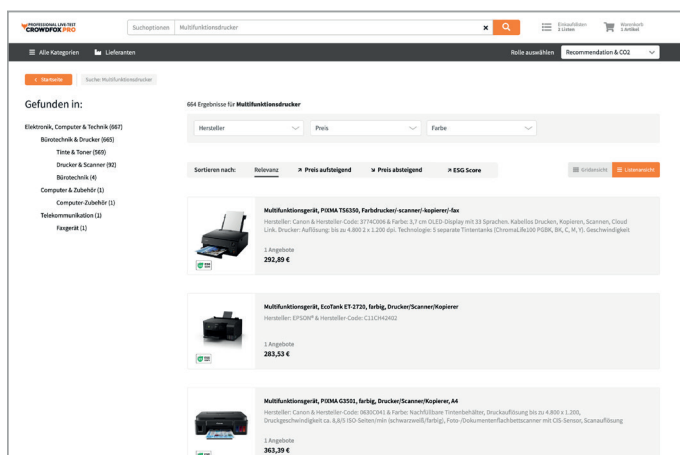 PROFESSIONAL LIVE-TEST
CROWDFOX.PRO
Suchoptionen
Multifunktionsdrucker
Einkaufslisten
2 Listen
Warenkorb
1 Artikel
Alle Kategorien
Lieferanten
Rolle auswählen
Recommendation & CO2
Startseite
Suche: Multifunktionsdrucker
Gefunden in:
Elektronik, Computer & Technik (667)
Bürotechnik & Drucker (665)
Tinte & Toner (569)
Drucker & Scanner (92)
Bürotechnik (4)
Computer & Zubehör (1)
Computer-Zubehör (1)
Telekommunikation (1)
Faxgerät (1)
664 Ergebnisse für Multifunktionsdrucker
Hersteller
Preis
Farbe
Sortieren nach:
Relevanz
Preis aufsteigend
Preis absteigend
ESG Score
Gridansicht
Listenansicht
Multifunktionsgerät, PIXMA TS6350, Farbdrucker/-scanner/-kopierer/-fax
Hersteller: Canon & Hersteller-Code: 3774C006 & Farbe: 3,7 cm OLED-Display mit 33 Sprachen. Kabellos Drucken, Kopieren, Scannen, Cloud
Link. Drucker: Auflösung: bis zu 4.800 2 x 1.200 dpi. Technologie: 5 separate Tintentanks (ChromaLife100 PGBK, BK, C, M, Y). Geschwindigkeit
1 Angebote
292,89 €
Multifunktionsgerät, EcoTank ET-2720, farbig, Drucker/Scanner/Kopierer
Hersteller: EPSON® & Hersteller-Code: C11CH42402
1 Angebote
283,53 €
Multifunktionsgerät, PIXMA G3501, farbig, Drucker/Scanner/Kopierer, A4
Hersteller: Canon & Hersteller-Code: 0630C041 & Farbe: Nachfüllbare Tintenbehälter, Druckauflösung bis zu 4.800 x 1.200,
Druckgeschwindigkeit ca. 8,8/5 ISO-Seiten/min (schwarzweiß/farbig), Foto-/Dokumentenflachbettscanner mit CIS-Sensor, Scanauflösung
1 Angebote
363,39 €